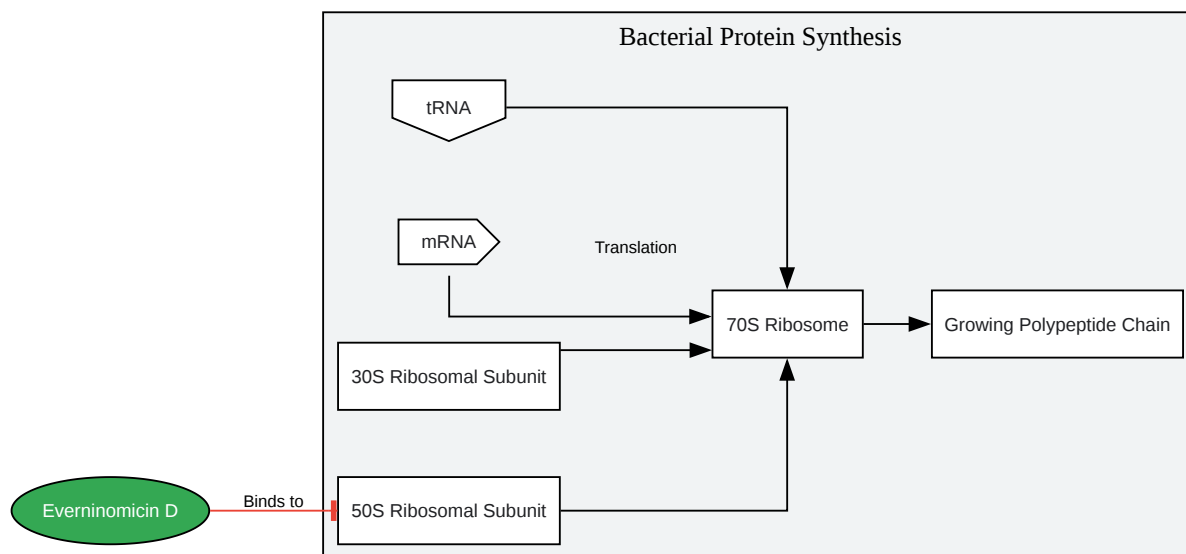 Bacterial Protein Synthesis
tRNA
mRNA
Translation
70S Ribosome
Growing Polypeptide Chain
30S Ribosomal Subunit
Everninomicin D
Binds to
50S Ribosomal Subunit